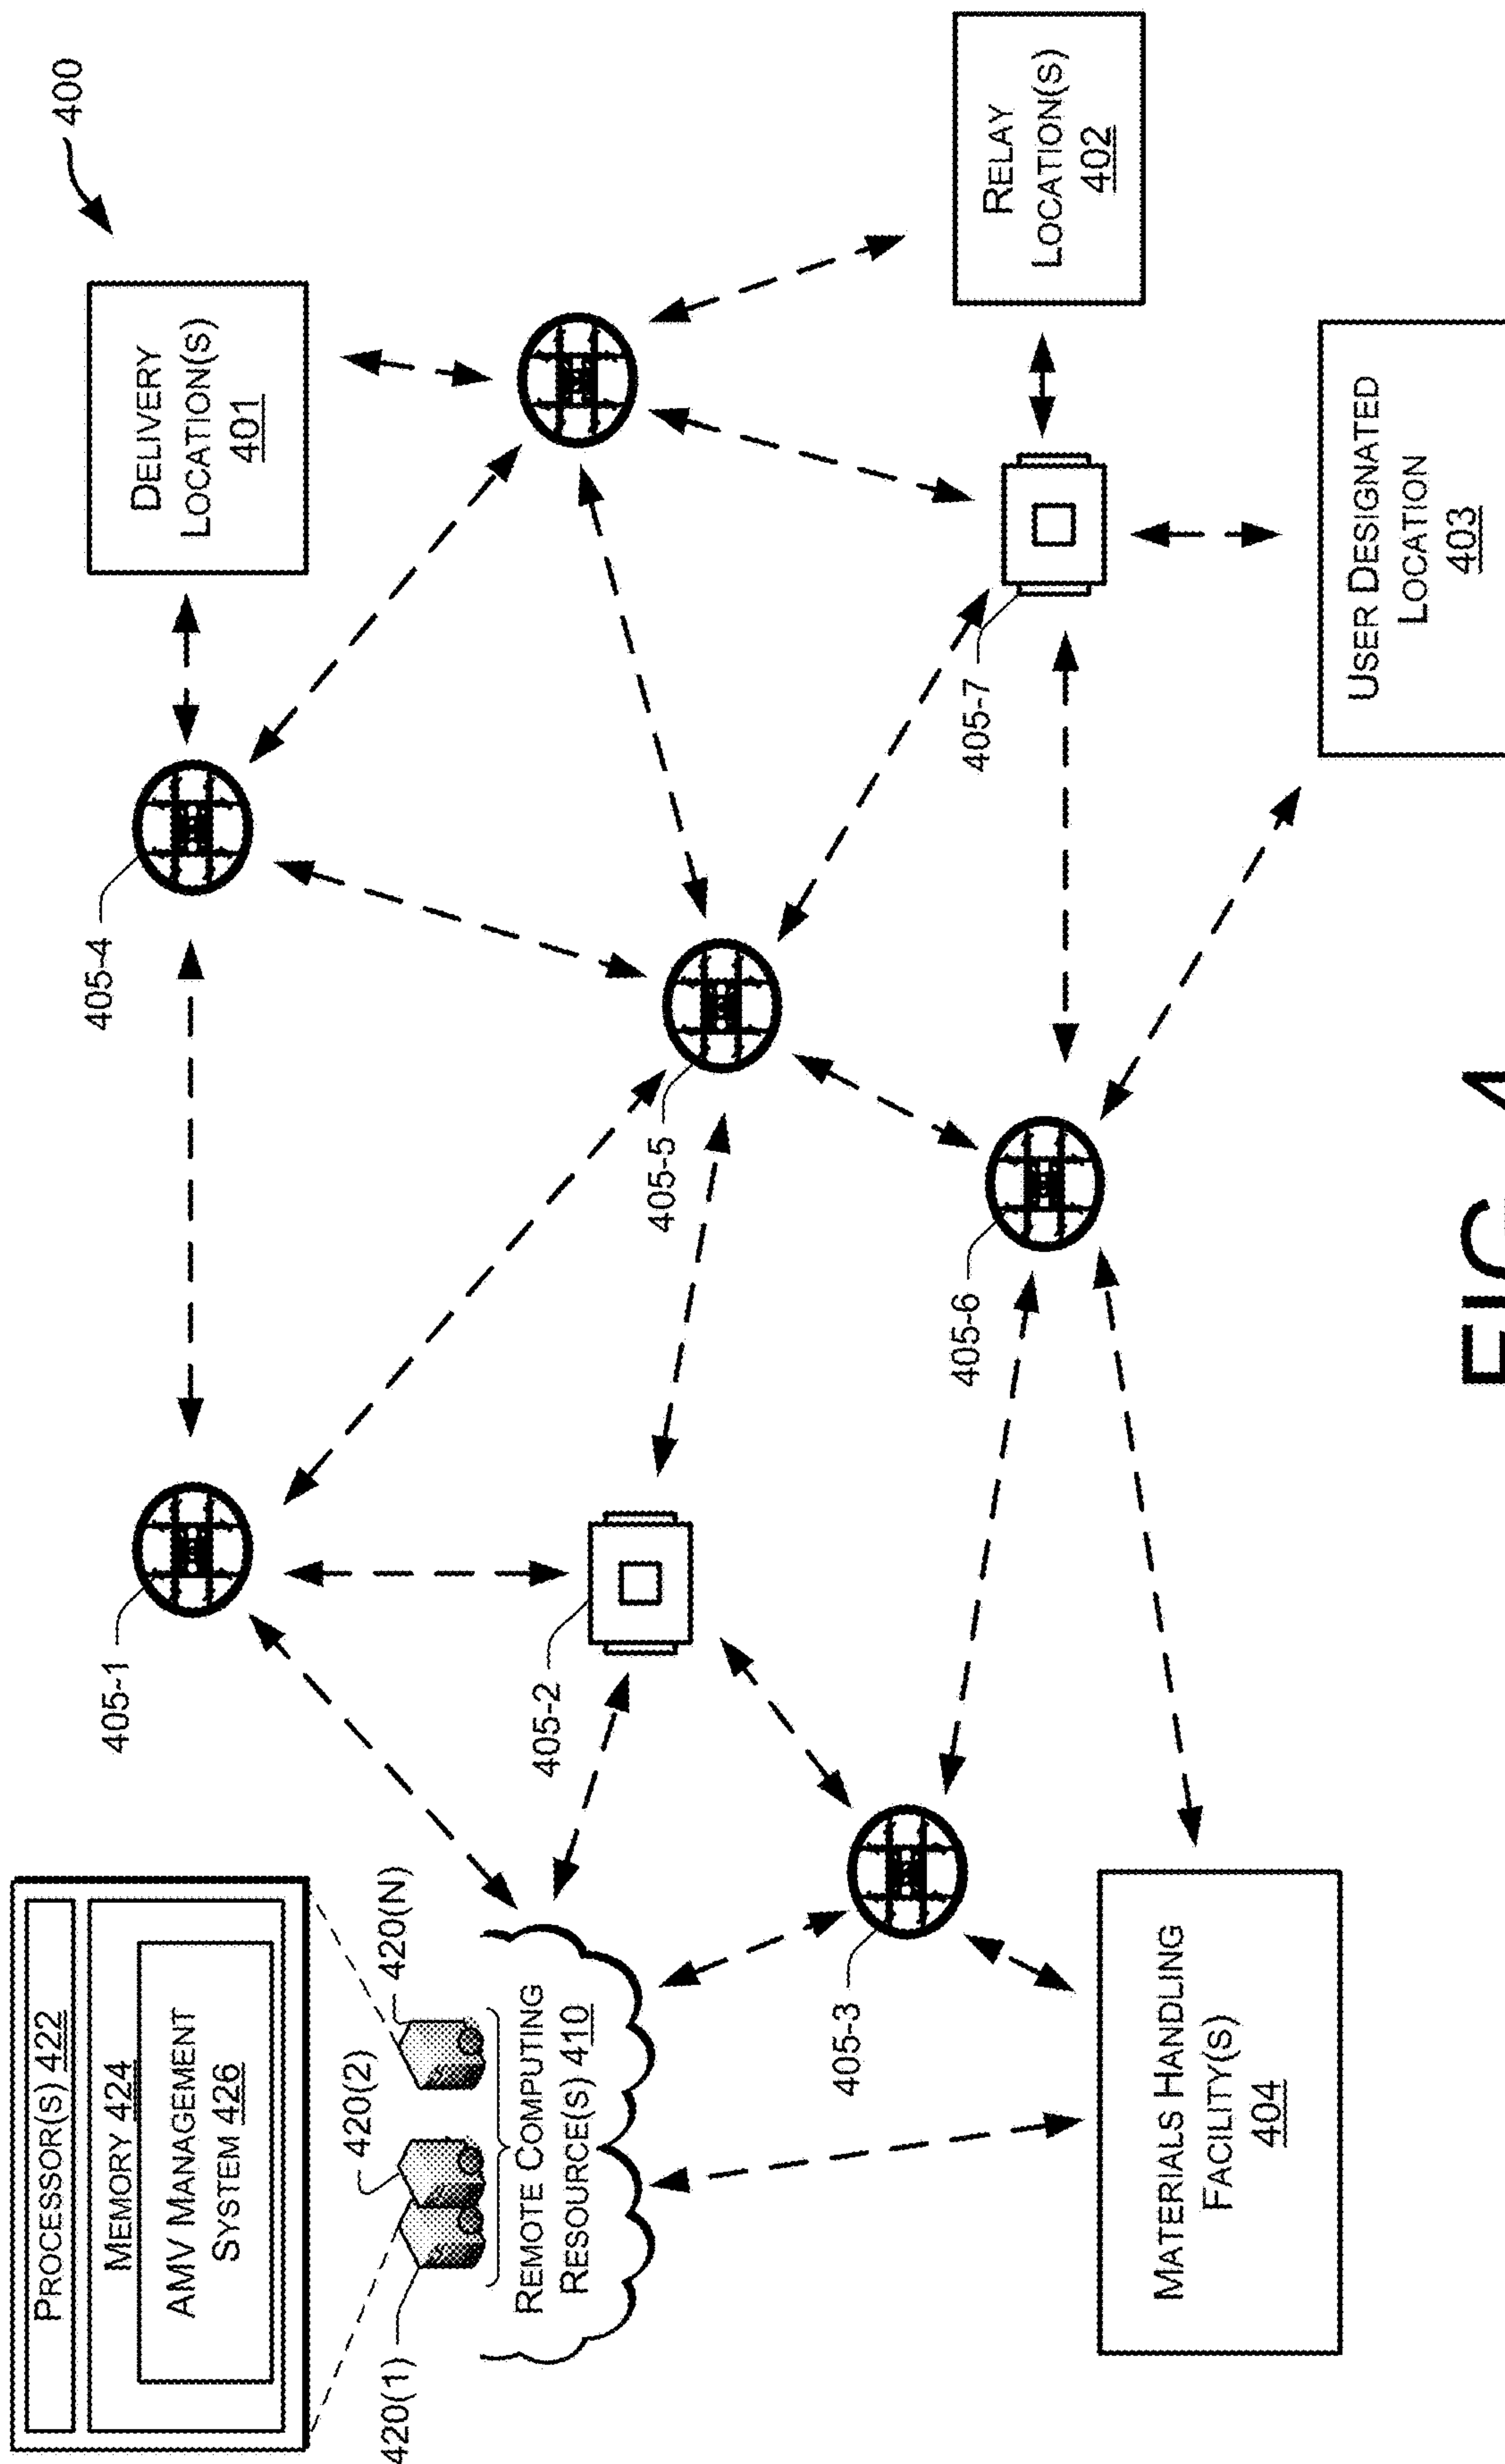 400
PROCESSOR(S) 422
MEMORY 424
AMV MANAGEMENT
SYSTEM 426
420(1)
420(2)
420(N)
REMOTE COMPUTING
RESOURCE(S) 410
405-1
405-4
DELIVERY
LOCATION(S)
401
405-2
405-5
405-3
405-6
405-7
RELAY
LOCATION(S)
402
MATERIALS HANDLING
FACILITY(S)
404
USER DESIGNATED
LOCATION
403
FIG. 4